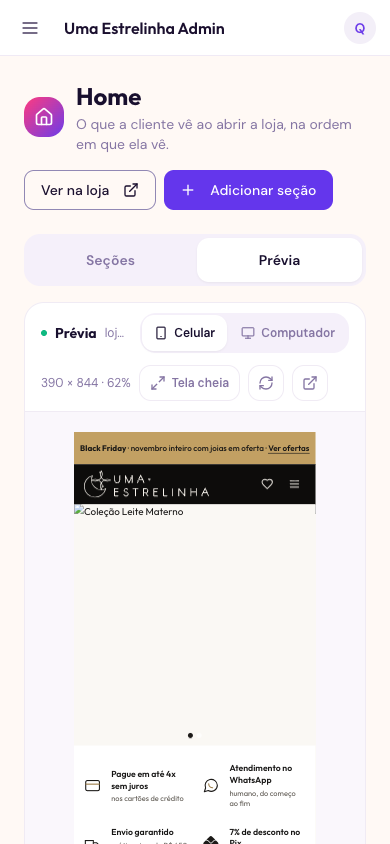 Uma Estrelinha Admin
Q
Home
O que a cliente vê ao abrir a loja, na ordem
em que ela vê.
Ver na loja
Adicionar seção
Seções
Prévia
Prévia loj...
Celular
Computador
390 × 844 · 62%
Tela cheia
Black Friday · novembro inteiro com joias em oferta · Ver ofertas
UMA
ESTRELINHA
Coleção Leite Materno
Pague em até 4x
sem juros
nos cartões de crédito
Atendimento no
WhatsApp
humano, do começo
ao fim
Envio garantido
7% de desconto no
Pix